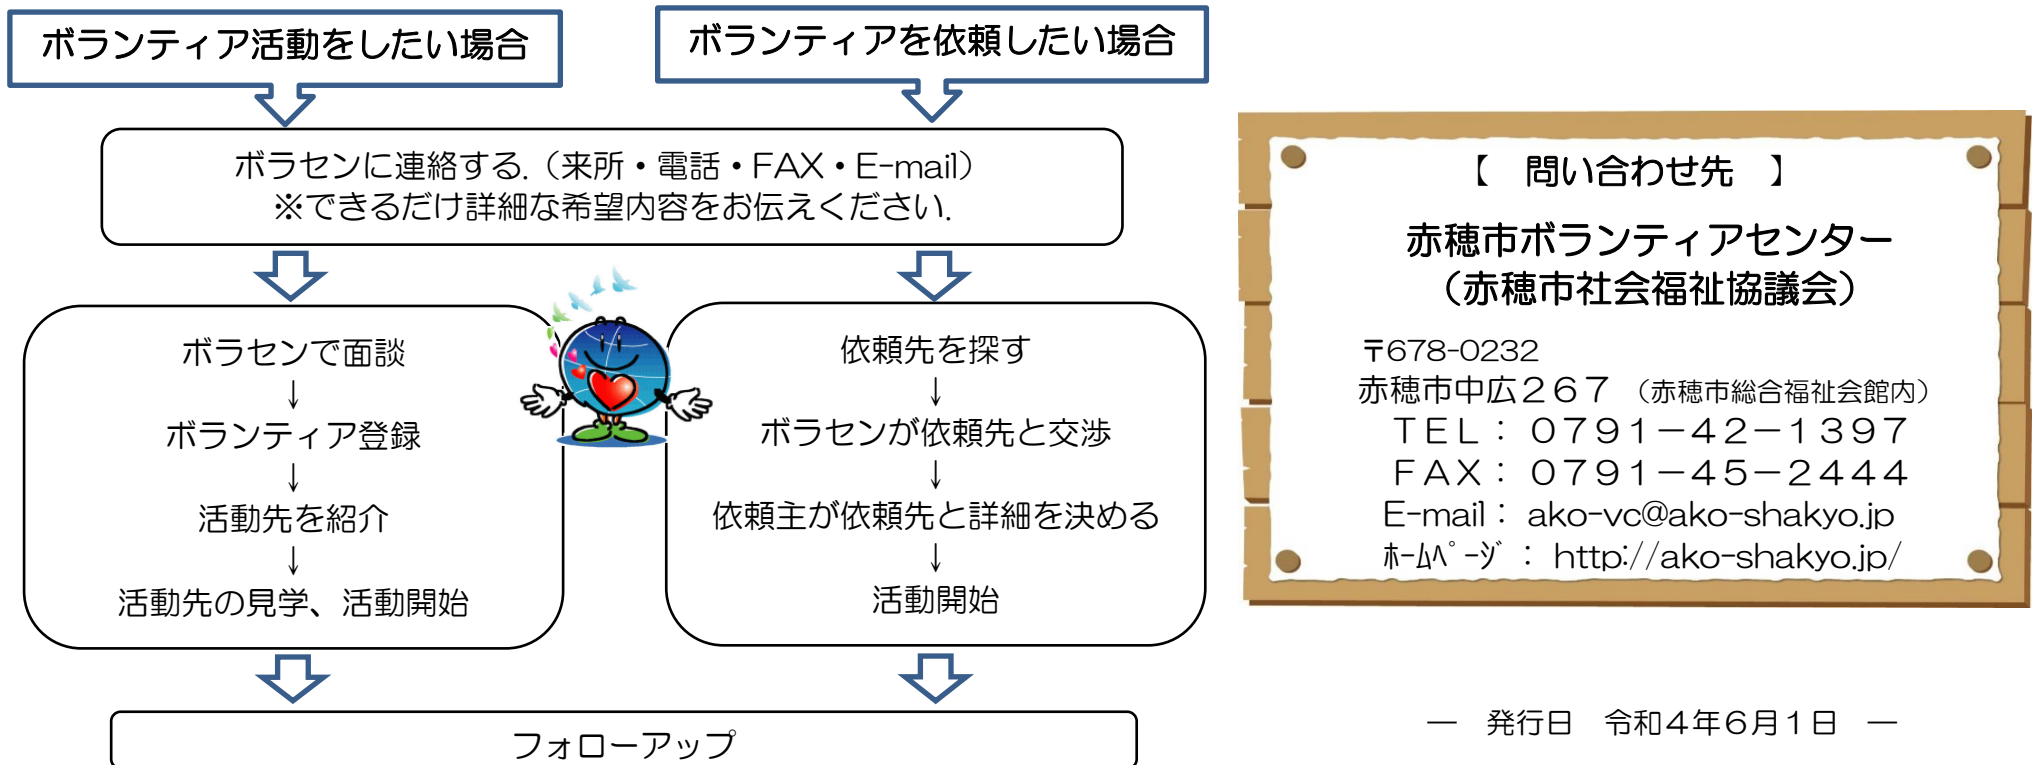 ボランティア活動をしたい場合
ボランティアを依頼したい場合
ボラセンに連絡する.（来所・電話・FAX・E-mail）
※できるだけ詳細な希望内容をお伝えください.
ボラセンで面談
↓
ボランティア登録
↓
活動先を紹介
↓
活動先の見学、活動開始
依頼先を探す
↓
ボラセンが依頼先と交渉
↓
依頼主が依頼先と詳細を決める
↓
活動開始
フォローアップ
【　問い合わせ先　】
赤穂市ボランティアセンター
（赤穂市社会福祉協議会）
〒678-0232
赤穂市中広２６７（赤穂市総合福祉会館内）
ＴＥＬ：０７９１－４２－１３９７
ＦＡＸ：０７９１－４５－２４４４
E-mail：ako-vc@ako-shakyo.jp
ﾎｰﾑﾍﾟｰｼﾞ：http://ako-shakyo.jp/
―　発行日　令和４年６月１日　―